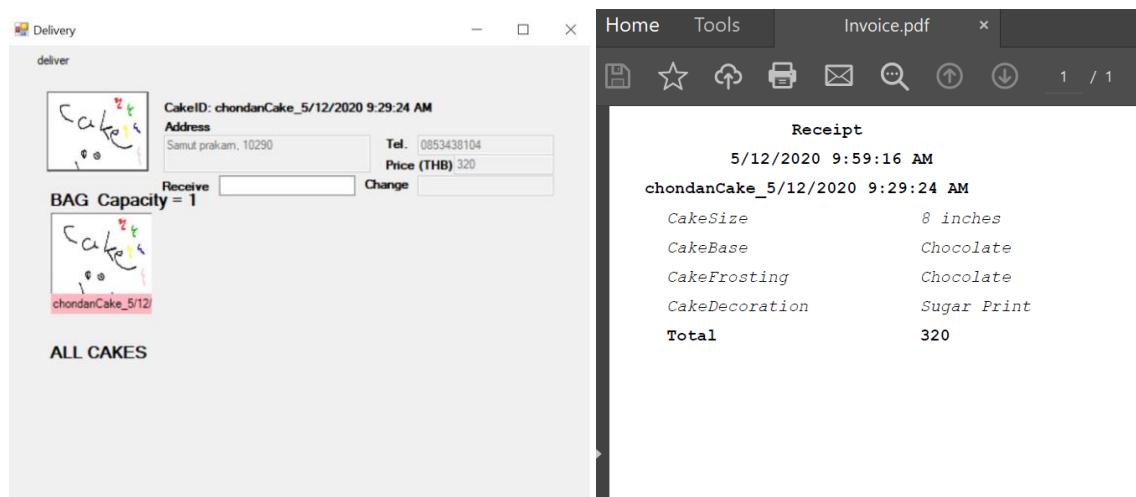 Delivery
deliver
Cake
CakeID: chondanCake_5/12/2020 9:29:24 AM
Address
Samut prakarn, 10290
Tel. 0853438104
Price (THB) 320
Receive
Change
BAG Capacity = 1
Cake
chondanCake_5/12/
ALL CAKES
Home Tools Invoice.pdf ×
1 / 1
Receipt
5/12/2020 9:59:16 AM
chondanCake_5/12/2020 9:29:24 AM
CakeSize 8 inches
CakeBase Chocolate
CakeFrosting Chocolate
CakeDecoration Sugar Print
Total 320